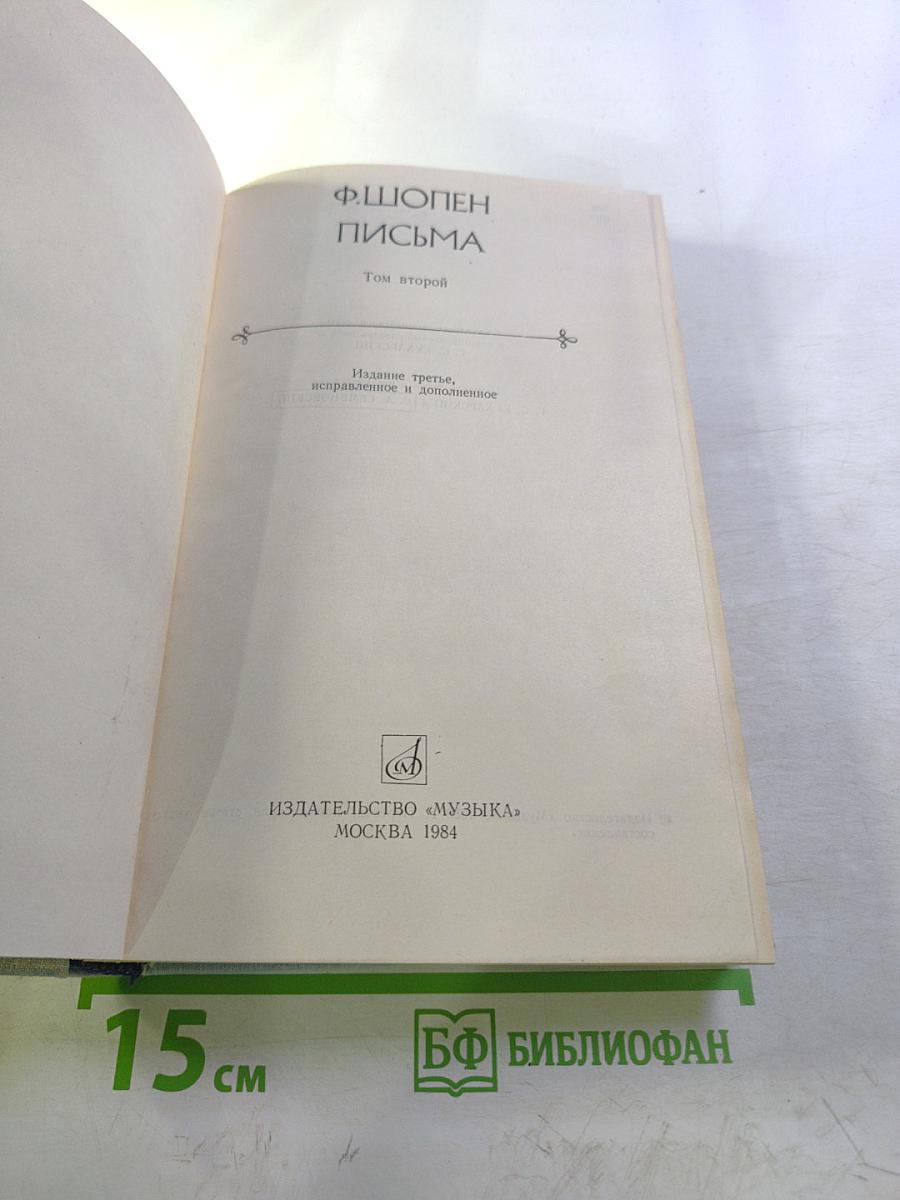 Ф. ШОПЕН
ПИСЬМА
Том второй
Издание третье,
исправленное и дополненное
М
ИЗДАТЕЛЬСТВО «МУЗЫКА»
МОСКВА 1984
15 см
БФ БИБЛИОФАН